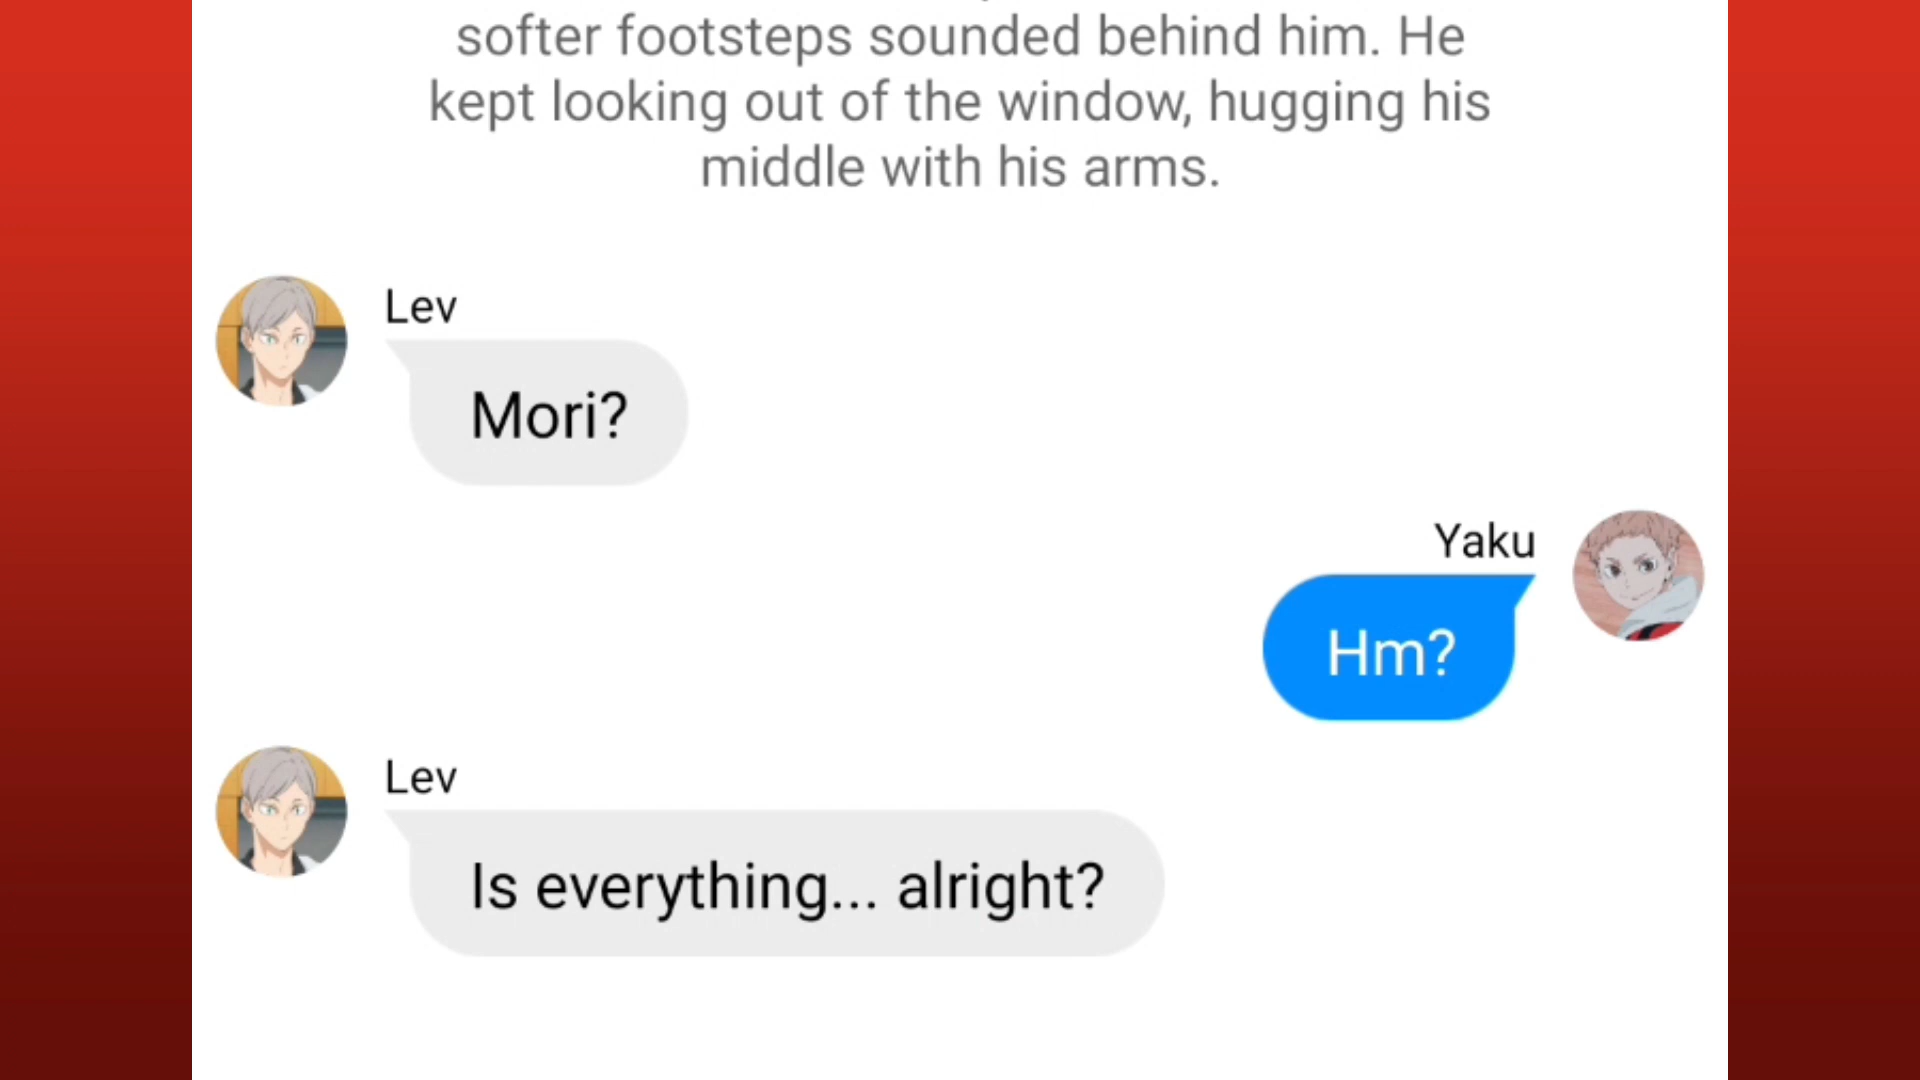 softer footsteps sounded behind him. He
kept looking out of the window, hugging his
middle with his arms.
Lev
Mori?
Yaku
Hm?
Lev
Is everything... alright?